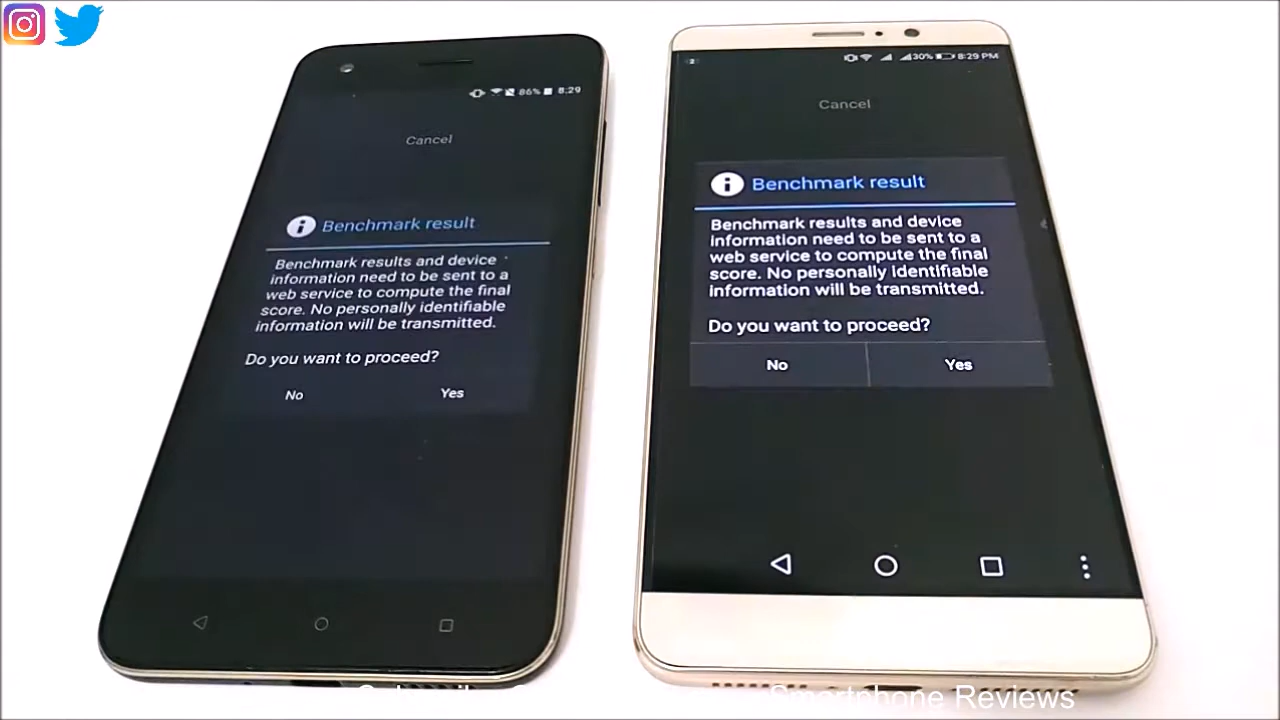 86% 8:29
Cancel
Benchmark result
Benchmark results and device
information need to be sent to a
web service to compute the final
score. No personally identifiable
information will be transmitted.
Do you want to proceed?
No Yes
30% 8:29 PM
Cancel
Benchmark result
Benchmark results and device
information need to be sent to a
web service to compute the final
score. No personally identifiable
information will be transmitted.
Do you want to proceed?
No Yes
Smartphone Reviews